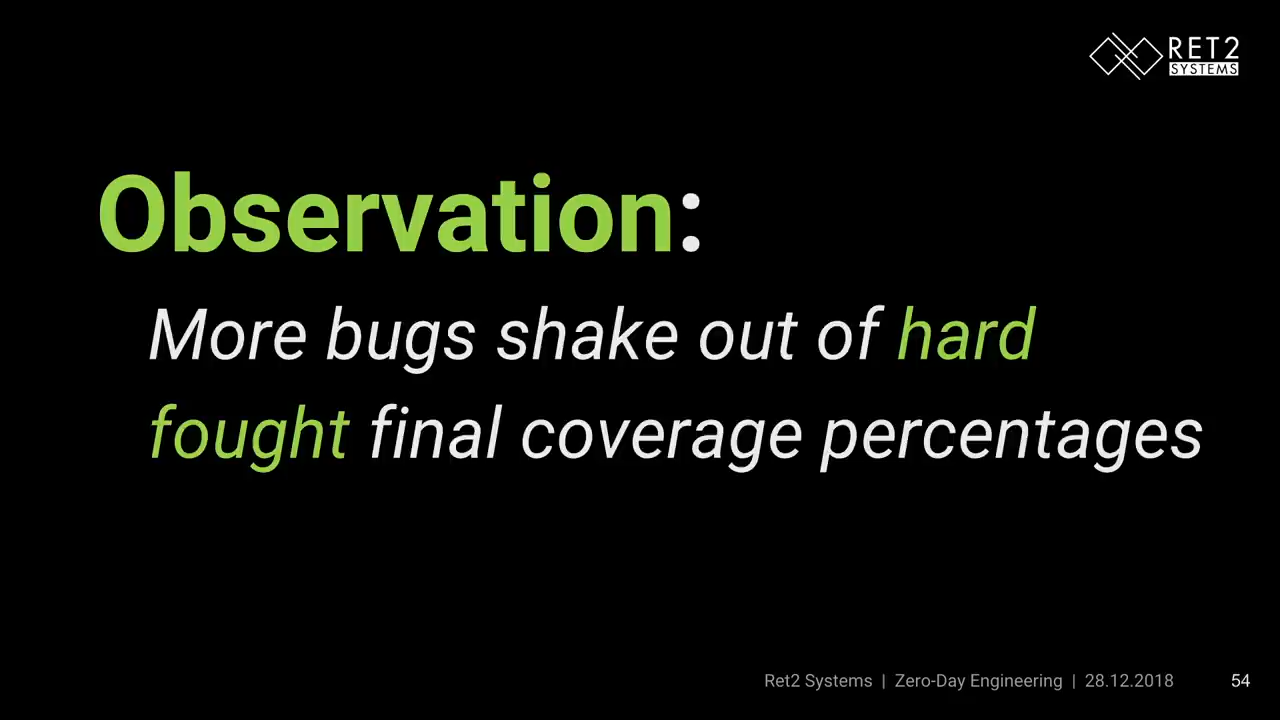 RET2
SYSTEMS
Observation:
More bugs shake out of hard
fought final coverage percentages
Ret2 Systems | Zero-Day Engineering | 28.12.2018 54